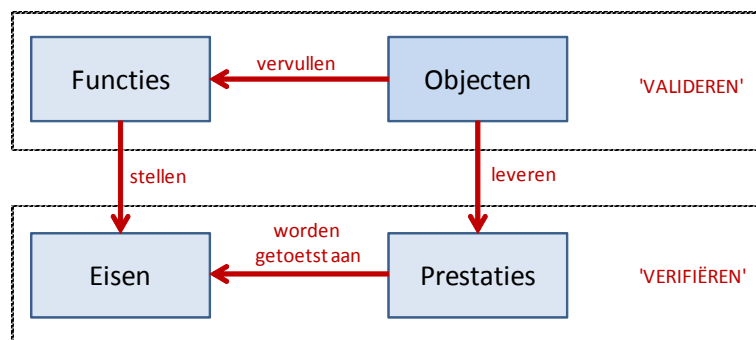 Functies
vervullen
Objecten
'VALIDEREN'
stellen
leveren
Eisen
worden
getoetst aan
Prestaties
'VERIFIËREN'